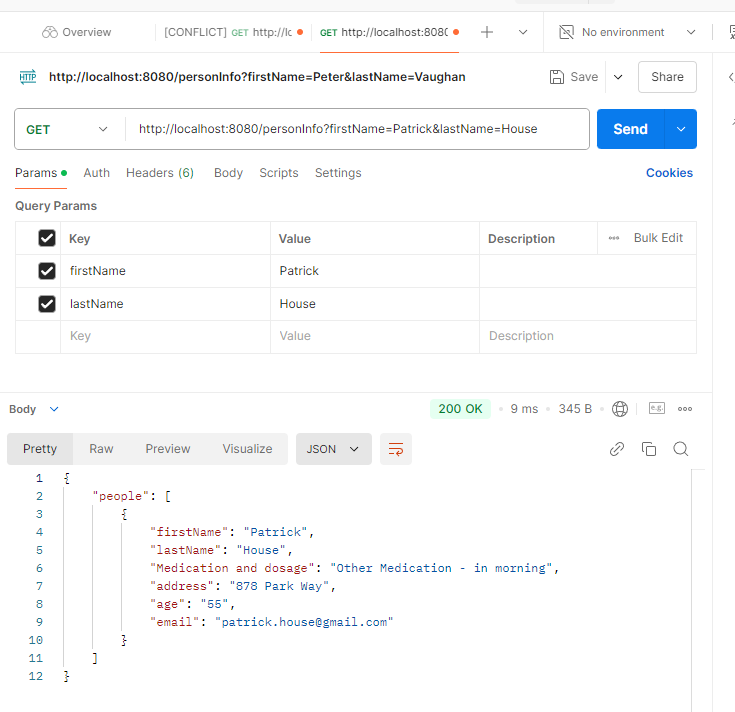 Overview
[CONFLICT] GET http://lc
GET http://localhost:808(
No environment
HTTP http://localhost:8080/personInfo?firstName=Peter&lastName=Vaughan
Save
Share
GET
http://localhost:8080/personInfo?firstName=Patrick&lastName=House
Send
Params Auth Headers (6) Body Scripts Settings Cookies
Query Params
Key Value Description Bulk Edit
firstName Patrick
lastName House
Key Value Description
Body 200 OK 9 ms 345 B e.g.
Pretty Raw Preview Visualize JSON
1 {
2 "people": [
3 {
4 "firstName": "Patrick",
5 "lastName": "House",
6 "Medication and dosage": "Other Medication - in morning",
7 "address": "878 Park Way",
8 "age": "55",
9 "email": "patrick.house@gmail.com"
10 }
11 ]
12 }